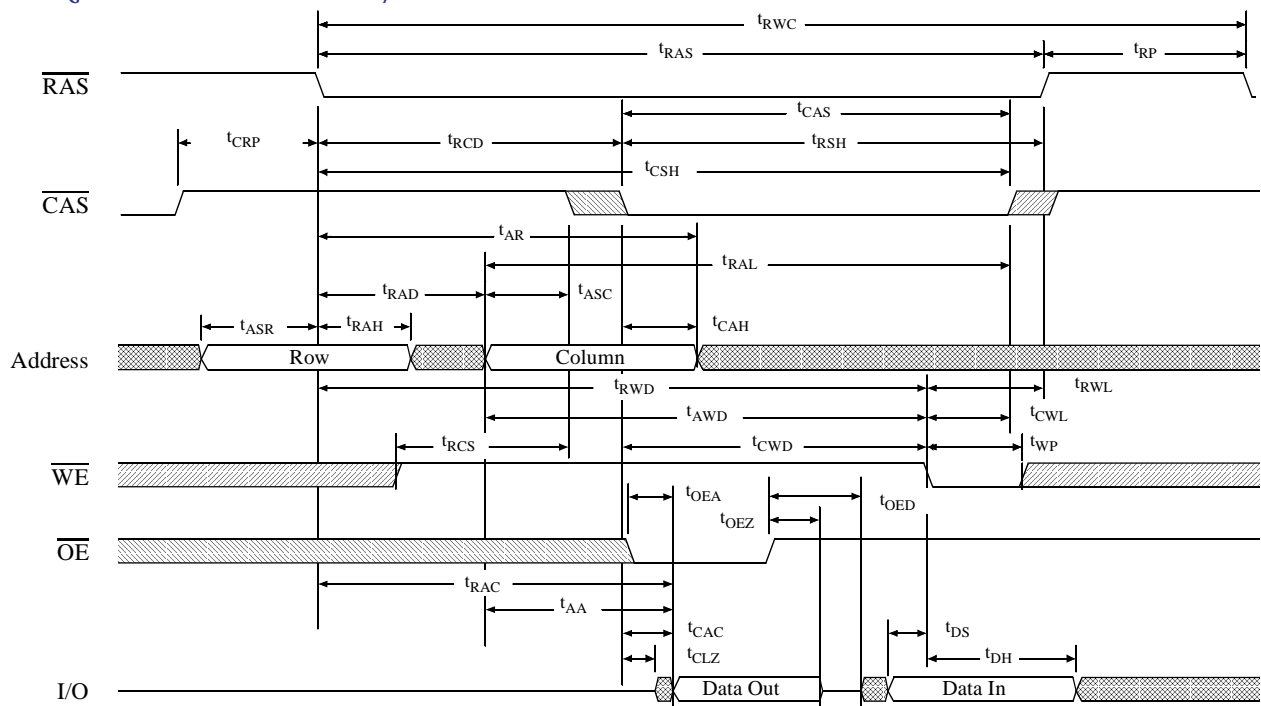 tRWC
tRAS tRP
RAS
tCAS
tCRP tRCD tRSH
tCSH
CAS
tAR
tRAL
tRAD tASC
tASR tRAH tCAH
Address Row Column
tRWD tRWL
tAWD tCWL
tRCS tCWD tWP
WE
tOEA tOED
tOEZ
OE
tRAC
tAA
tCAC tDS
tCLZ tDH
I/O Data Out Data In